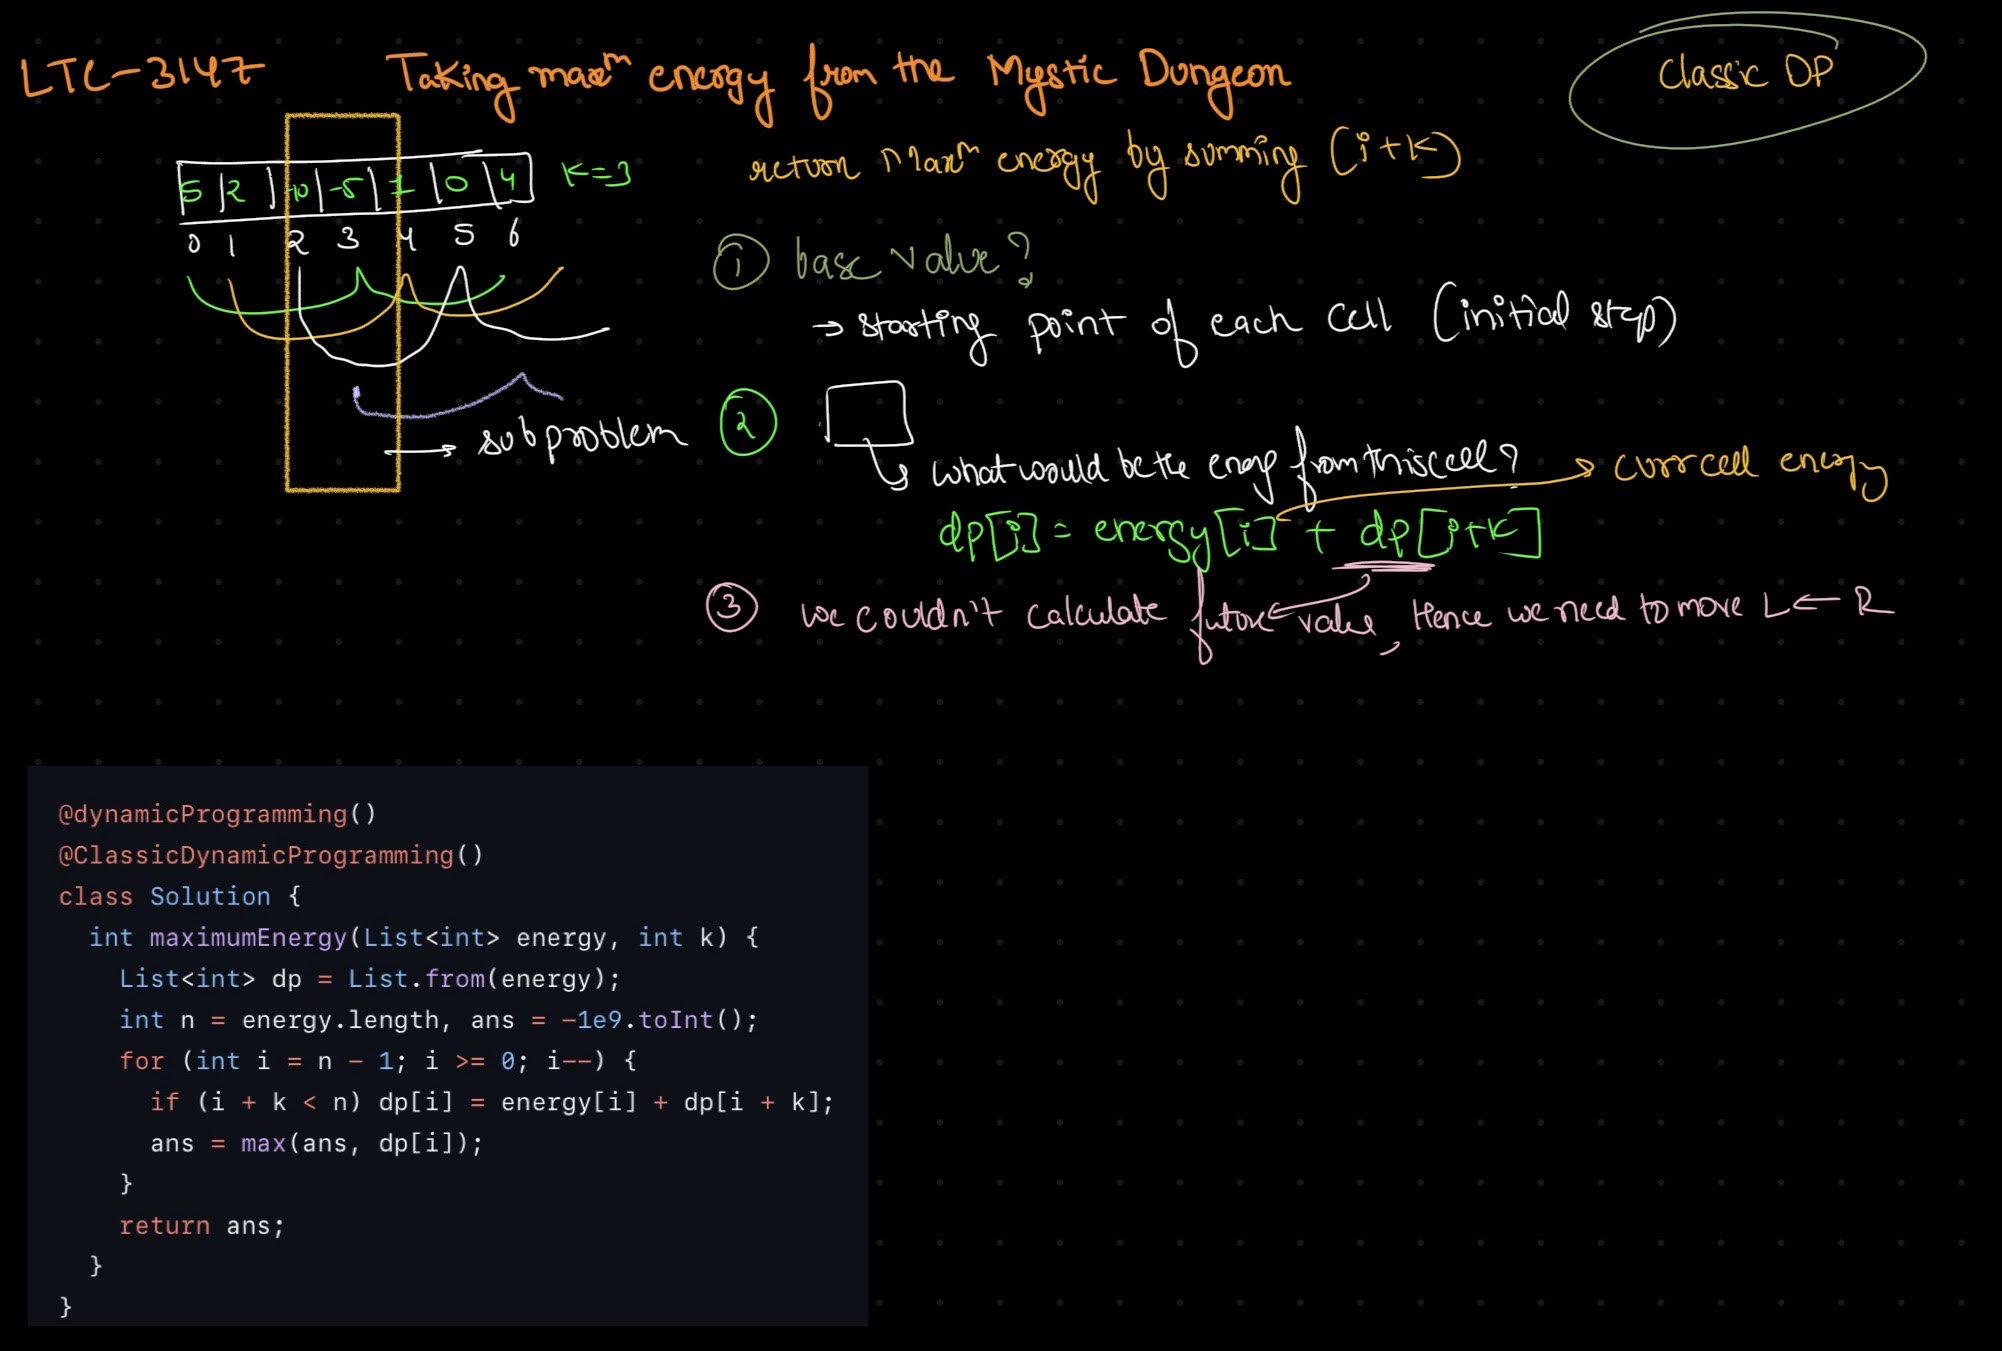 LTC-3147 Taking maxᵐ energy from the Mystic Dungeon
Classic DP
return Maxᵐ energy by summing (i+k)
5 | 2 | -10 | -5 | 1 | 0 | 4 K=3
0 1 2 3 4 5 6
① base value?
→ starting point of each cell (initial step)
→ subproblem
②
what would be the energy from this cell? → curr cell energy
dp[i] = energy[i] + dp[i+k]
③ we couldn't calculate future value, Hence we need to move L ← R
@dynamicProgramming()
@ClassicDynamicProgramming()
class Solution {
  int maximumEnergy(List<int> energy, int k) {
    List<int> dp = List.from(energy);
    int n = energy.length, ans = -1e9.toInt();
    for (int i = n - 1; i >= 0; i--) {
      if (i + k < n) dp[i] = energy[i] + dp[i + k];
      ans = max(ans, dp[i]);
    }
    return ans;
  }
}